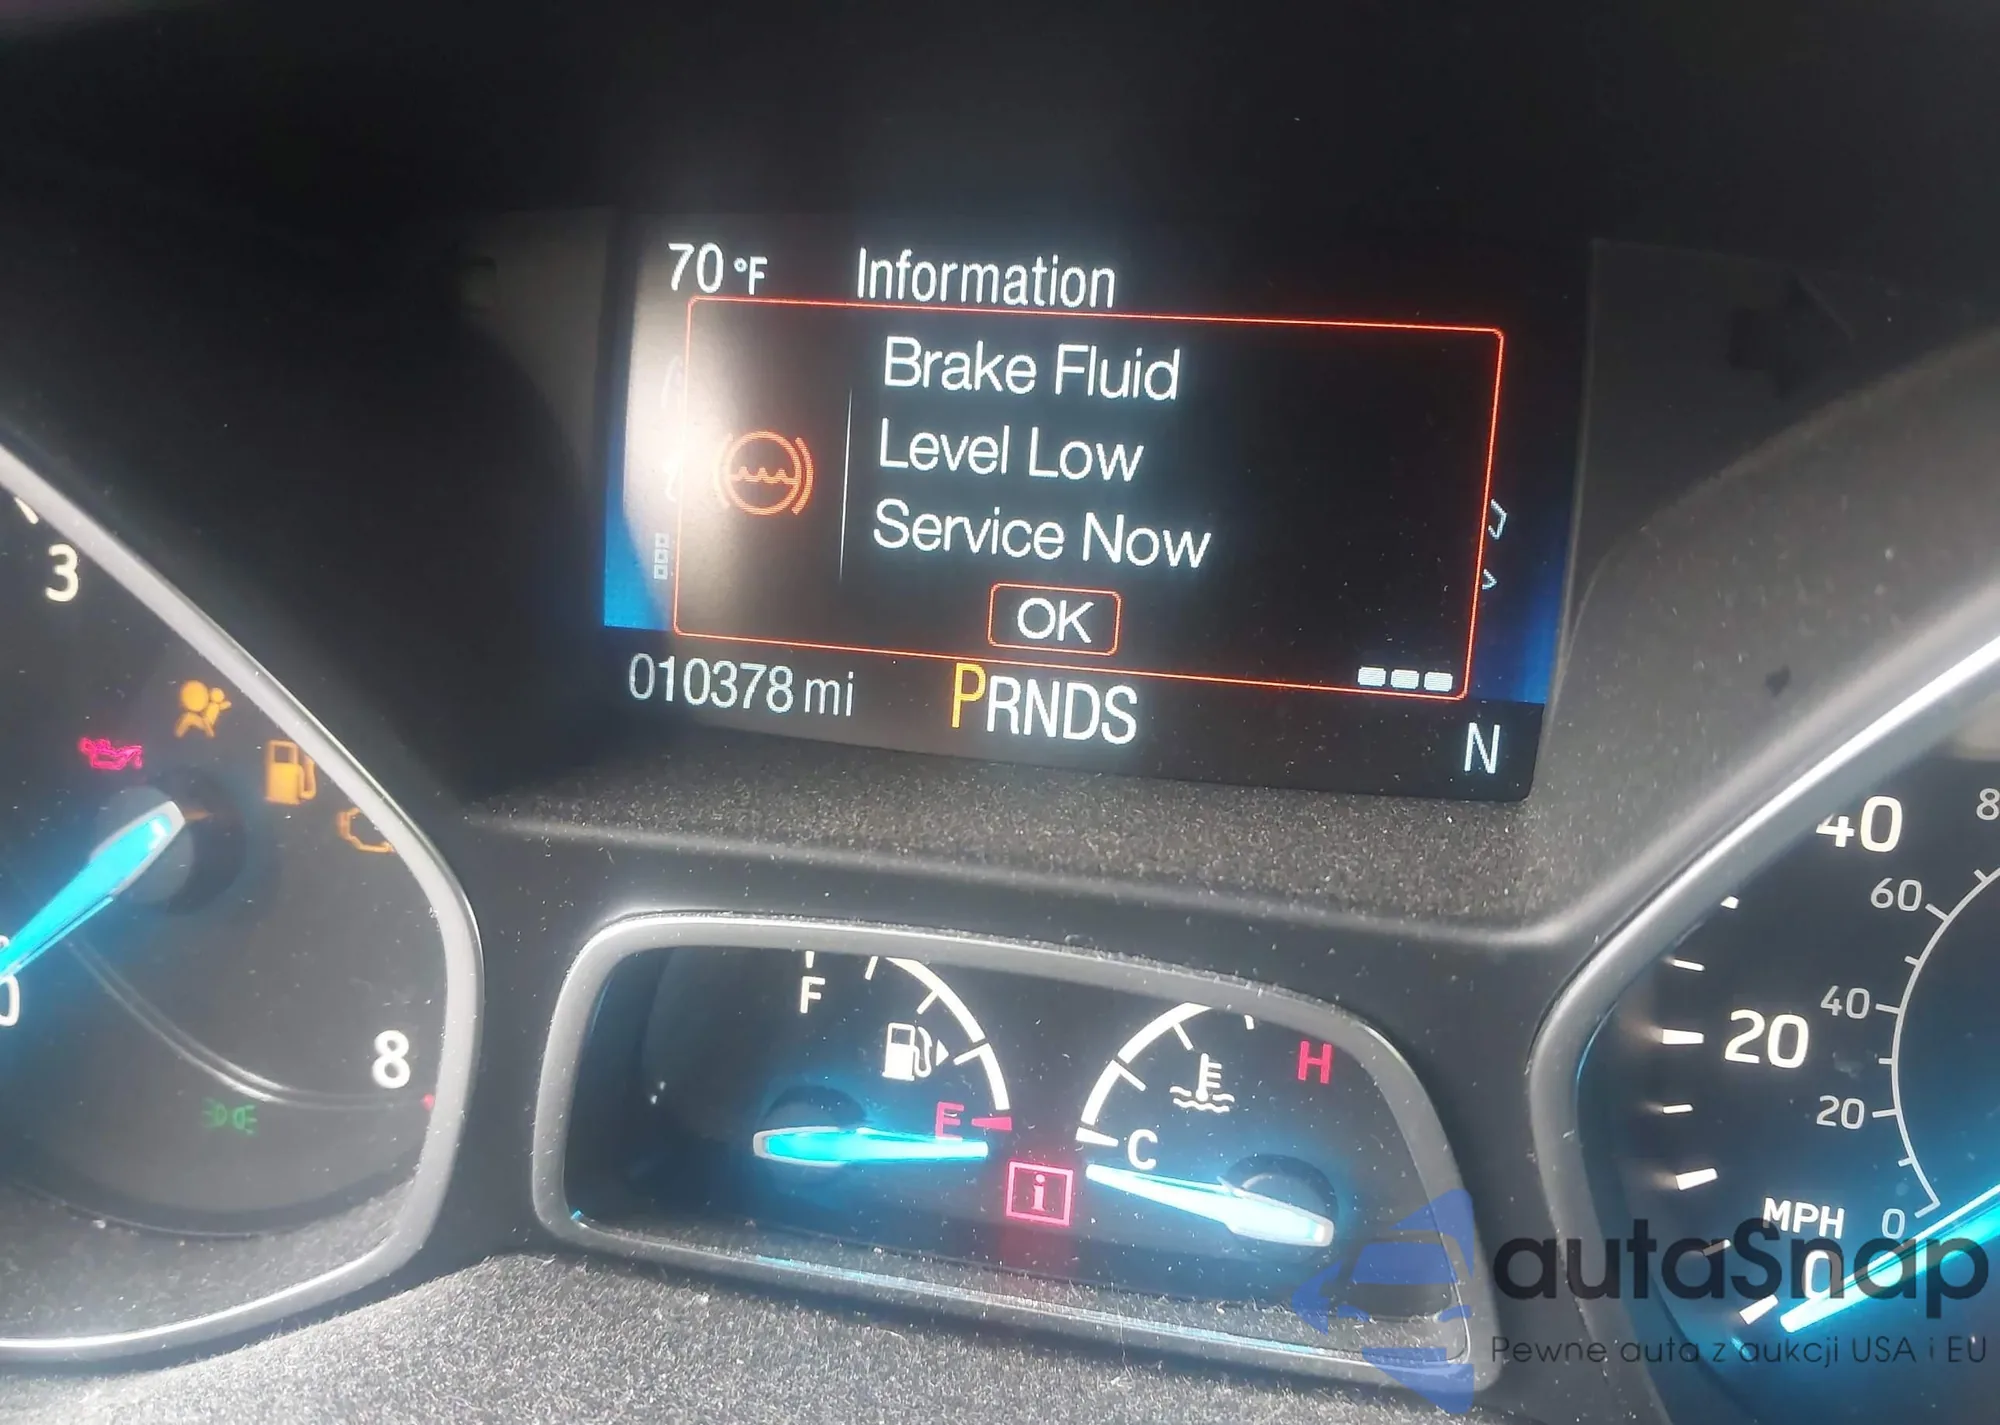 70 °F Information
Brake Fluid
Level Low
Service Now
OK
010378 mi PRNDS
N
3
8
F
E
C
H
i
40
60
40
20
20
MPH 0
0
autaSnap
Pewne auta z aukcji USA i EU